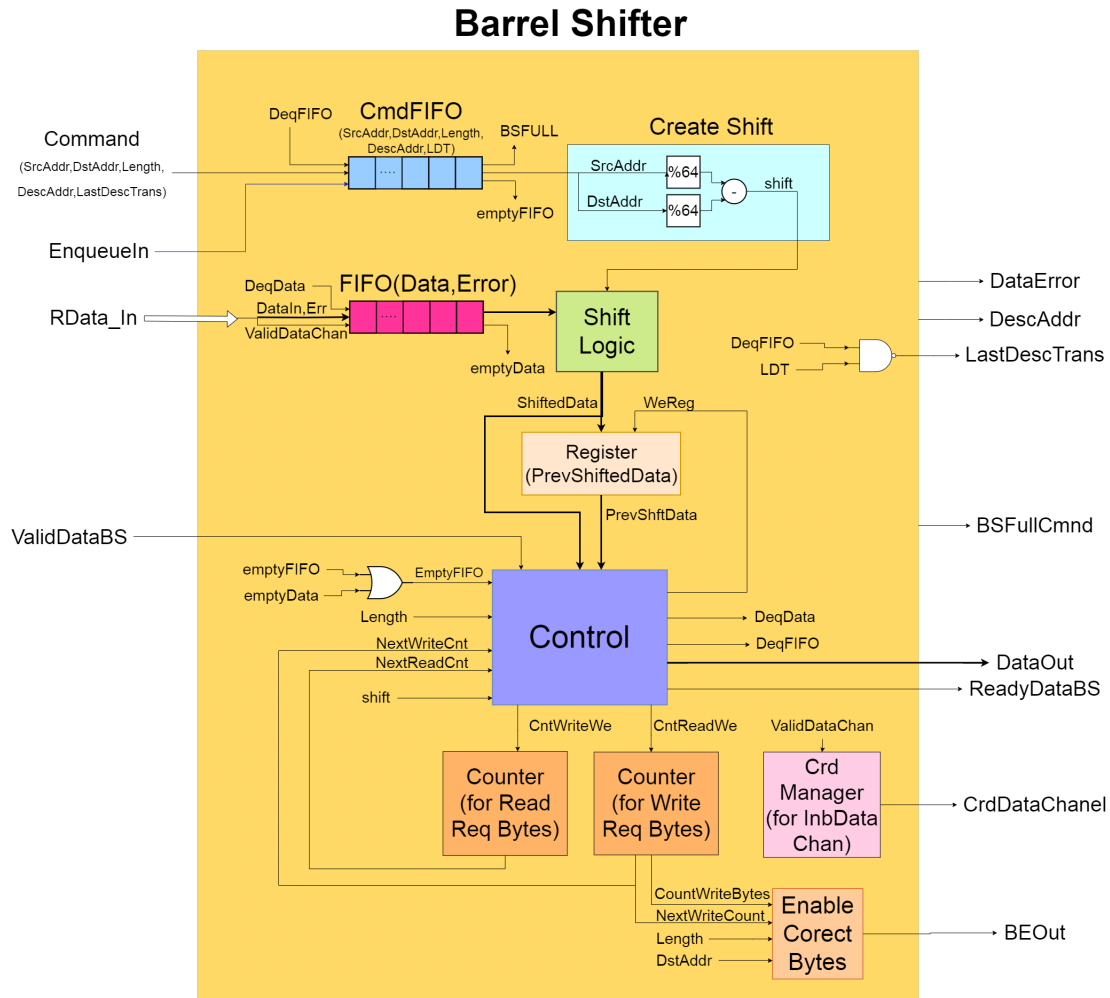 Barrel Shifter
Command
(SrcAddr,DstAddr,Length,
DescAddr,LastDescTrans)
EnqueueIn
DeqFIFO
CmdFIFO
(SrcAddr,DstAddr,Length,
DescAddr,LDT)
....
BSFULL
emptyFIFO
Create Shift
SrcAddr
DstAddr
%64
%64
-
shift
RData_In
DeqData
DataIn,Err
ValidDataChan
FIFO(Data,Error)
....
emptyData
Shift
Logic
DataError
DescAddr
DeqFIFO
LDT
LastDescTrans
ShiftedData
WeReg
Register
(PrevShiftedData)
PrevShftData
BSFullCmnd
ValidDataBS
emptyFIFO
emptyData
EmptyFIFO
Length
NextWriteCnt
NextReadCnt
shift
Control
DeqData
DeqFIFO
DataOut
ReadyDataBS
CntWriteWe
CntReadWe
Counter
(for Read
Req Bytes)
Counter
(for Write
Req Bytes)
ValidDataChan
Crd
Manager
(for InbData
Chan)
CrdDataChanel
CountWriteBytes
NextWriteCount
Length
DstAddr
Enable
Corect
Bytes
BEOut